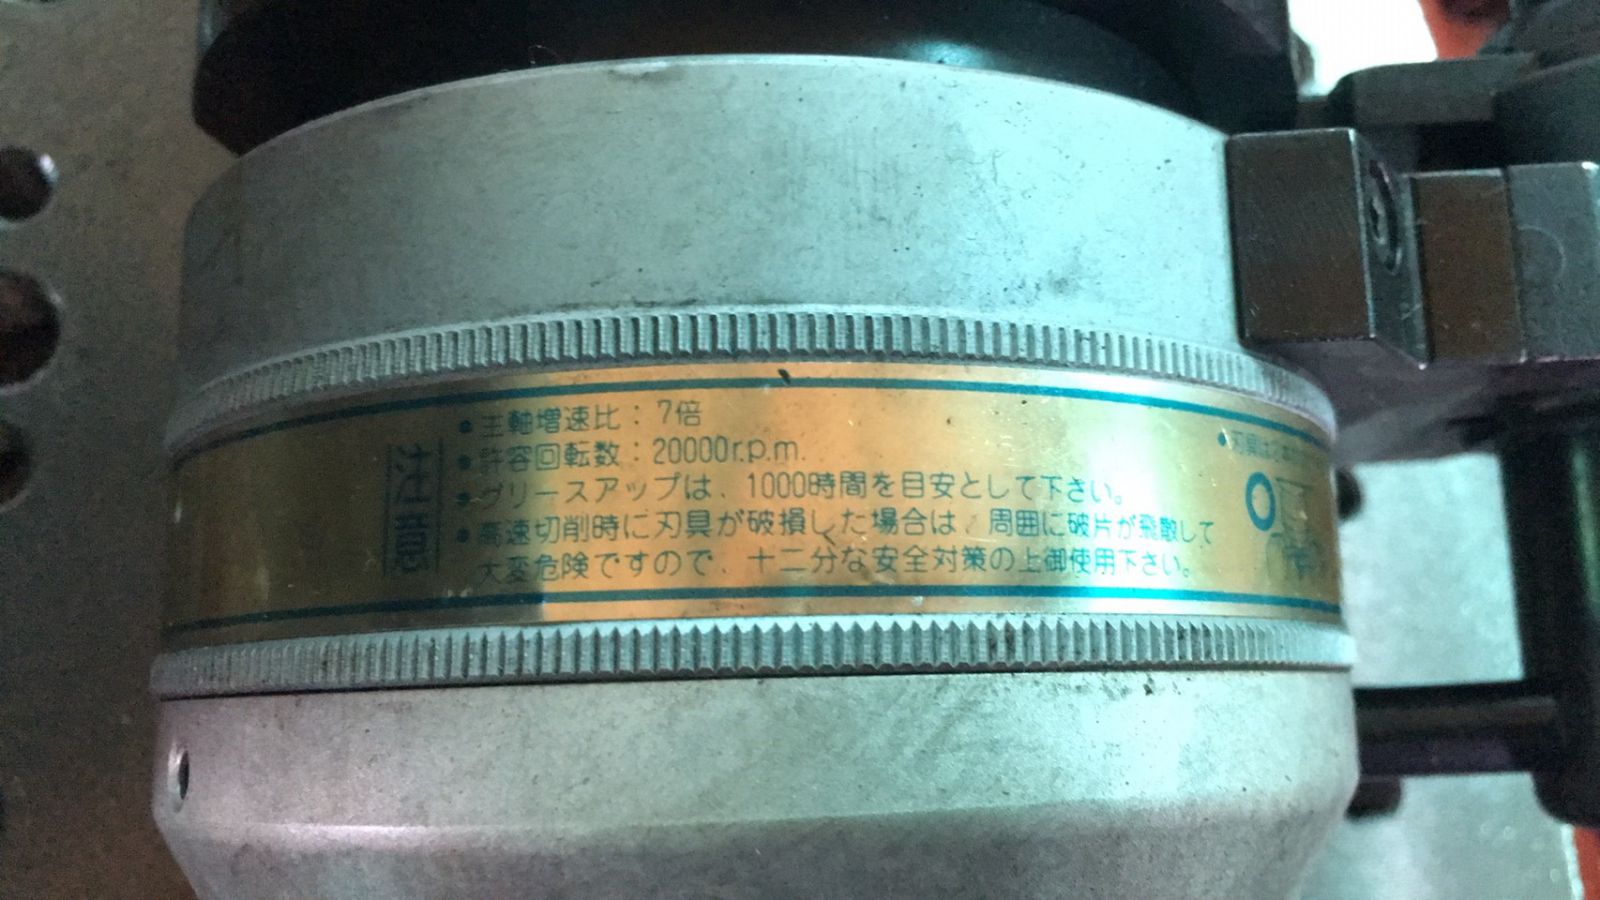 注意
• 主軸増速比：7倍
• 許容回転数：20000r.p.m.
• グリースアップは、1000時間を目安として下さい。
• 高速切削時に刃具が破損した場合は、周囲に破片が飛散して
大変危険ですので、十二分な安全対策の上御使用下さい。
• 刃具は